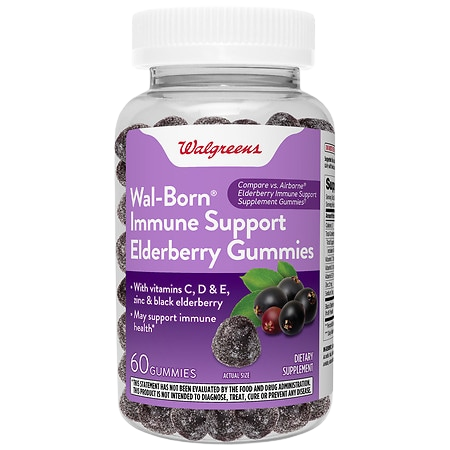 Walgreens
Compare vs. Airborne®
Elderberry Immune Support
Supplement Gummies‡
Wal-Born®
Immune Support
Elderberry Gummies
• With vitamins C, D & E,
zinc & black elderberry
• May support immune
health*
60 GUMMIES
ACTUAL SIZE
DIETARY
SUPPLEMENT
*THIS STATEMENT HAS NOT BEEN EVALUATED BY THE FOOD AND DRUG ADMINISTRATION.
THIS PRODUCT IS NOT INTENDED TO DIAGNOSE, TREAT, CURE OR PREVENT ANY DISEASE.